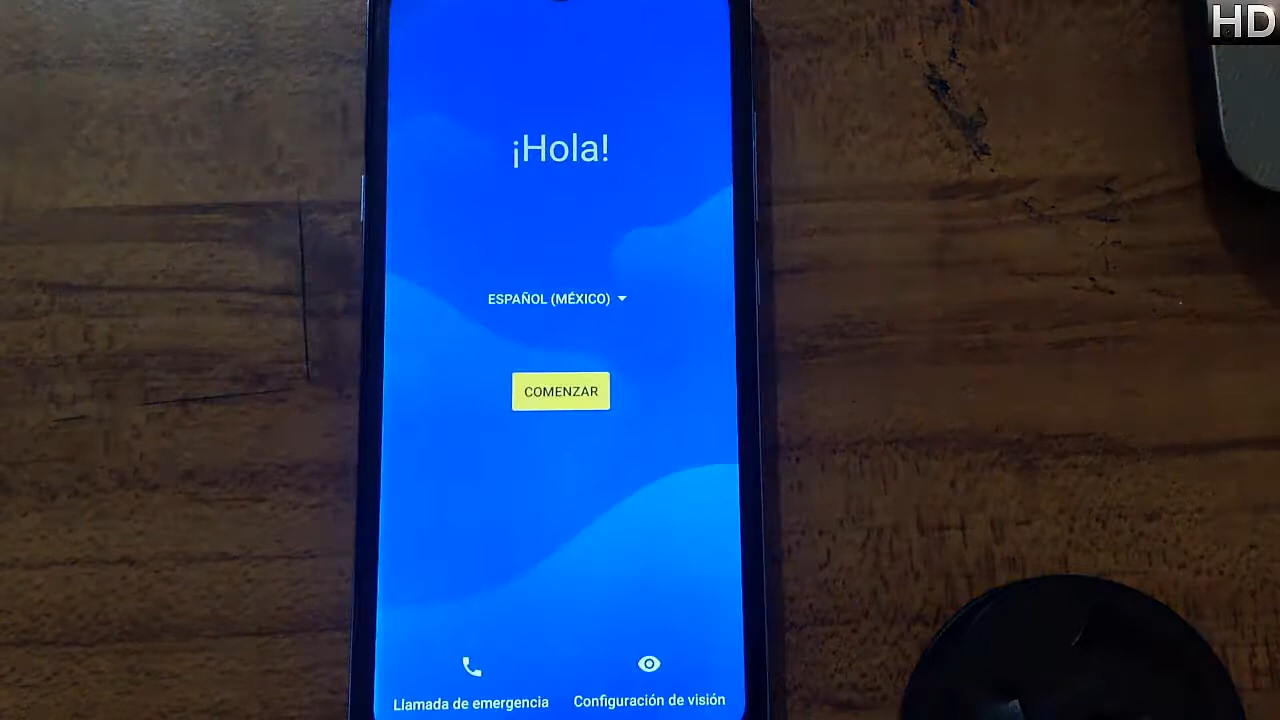 HD
¡Hola!
ESPAÑOL (MÉXICO)
COMENZAR
Llamada de emergencia
Configuración de visión